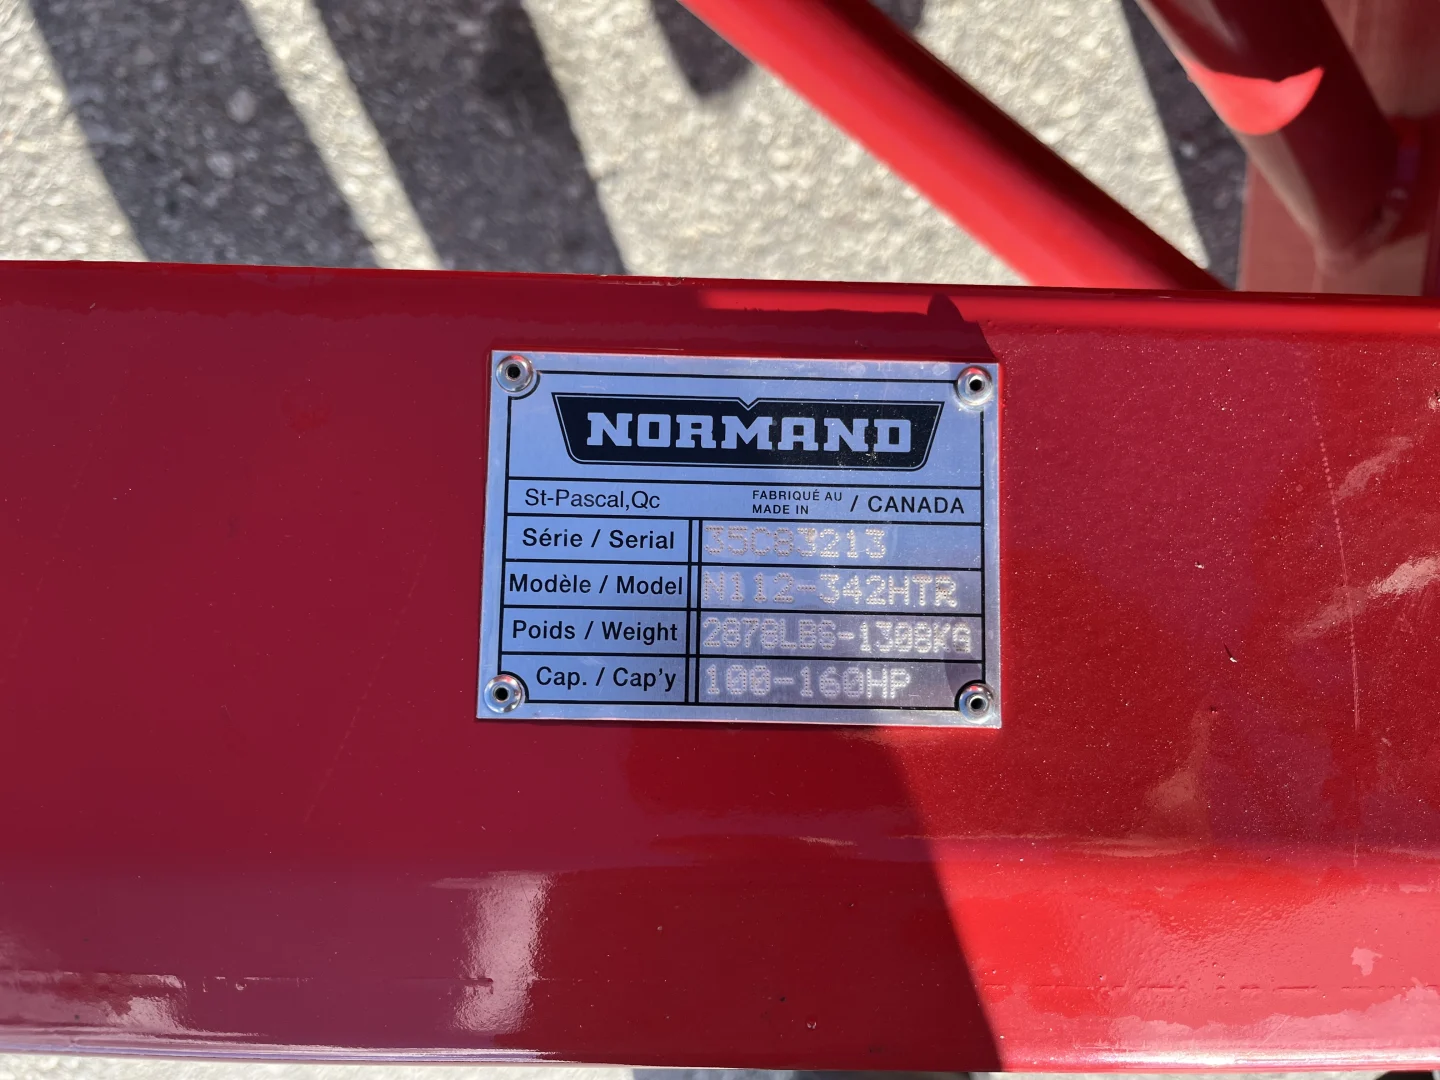 NORMAND
St-Pascal,Qc FABRIQUÉ AU
MADE IN / CANADA
Série / Serial 35C83213
Modèle / Model N112-342HTR
Poids / Weight 2878LBS-1308Kg
Cap. / Cap'y 100-160HP